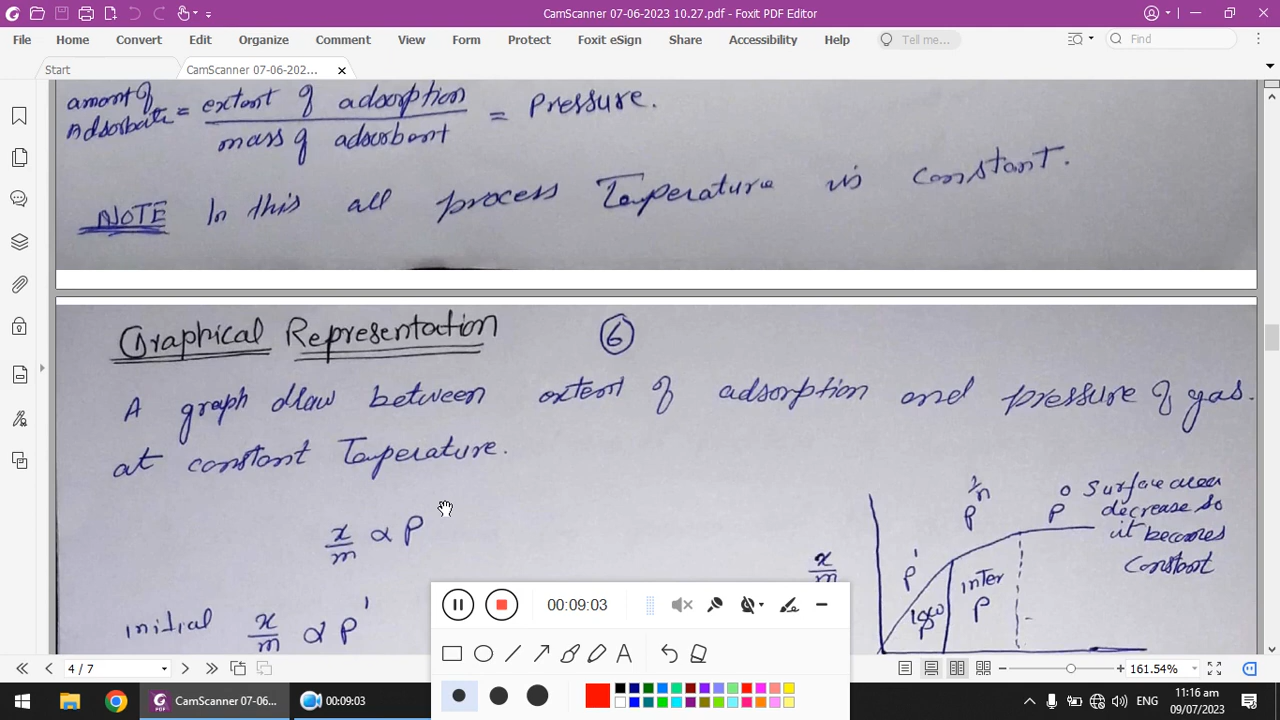 CamScanner 07-06-2023 10.27.pdf - Foxit PDF Editor
File Home Convert Edit Organize Comment View Form Protect Foxit eSign Share Accessibility Help Tell me... Find
Start CamScanner 07-06-202...
amont of Adsorbate = extent of adsorption / mass of adsorbent = Pressure.
NOTE In this all process Temperature is constant.
Graphical Representation 6
A graph draw between extent of adsorption and pressure of gas.
at constant Temperature.
x/m ∝ P
initial x/m ∝ P¹
x/m
P¹
low P
P^1/n
inter P
P⁰
Surface area
decrease so
it becomes
Constant
00:09:03
4 / 7 161.54%
CamScanner 07-06... 00:09:03 ENG 11:16 am
09/07/2023